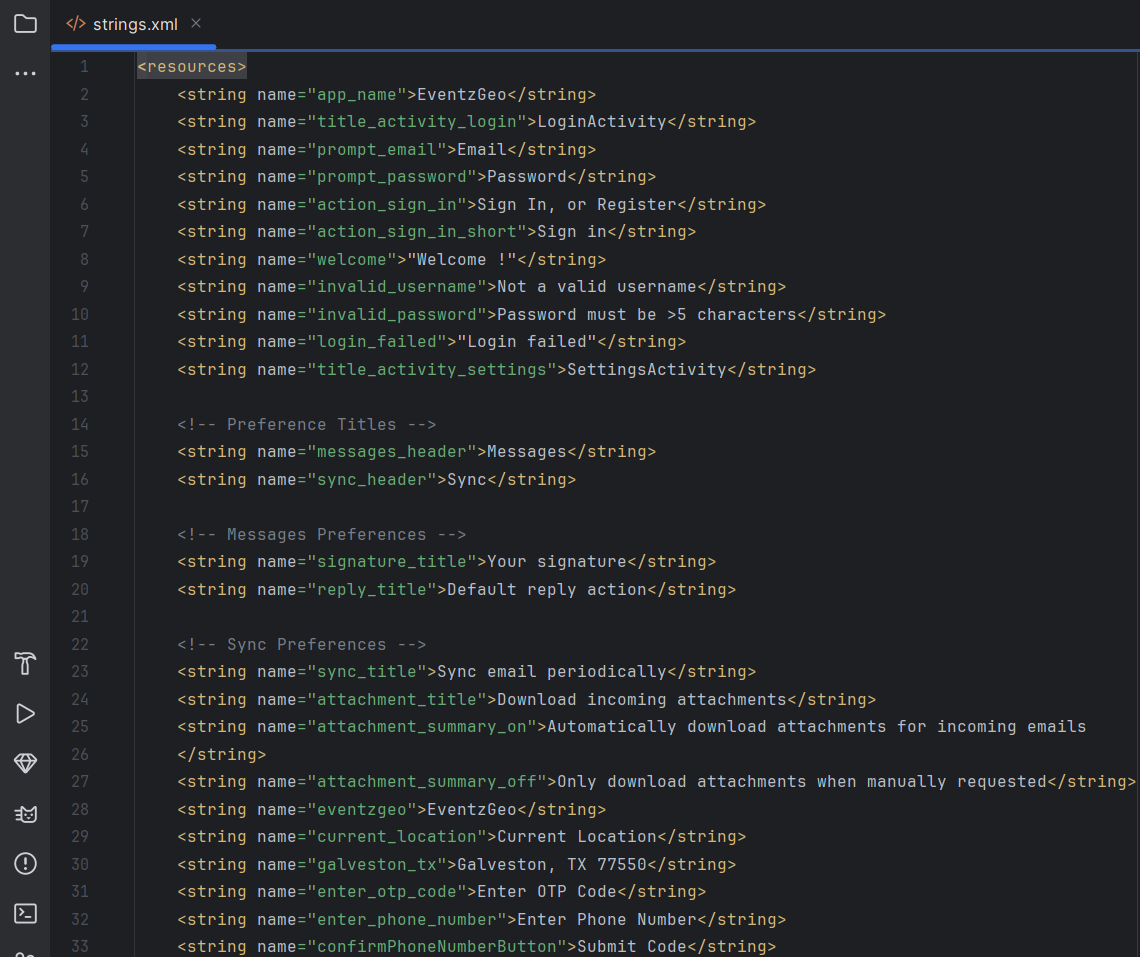 </> strings.xml ×
1 <resources>
2     <string name="app_name">EventzGeo</string>
3     <string name="title_activity_login">LoginActivity</string>
4     <string name="prompt_email">Email</string>
5     <string name="prompt_password">Password</string>
6     <string name="action_sign_in">Sign In, or Register</string>
7     <string name="action_sign_in_short">Sign in</string>
8     <string name="welcome">"Welcome !"</string>
9     <string name="invalid_username">Not a valid username</string>
10     <string name="invalid_password">Password must be >5 characters</string>
11     <string name="login_failed">"Login failed"</string>
12     <string name="title_activity_settings">SettingsActivity</string>
13
14     <!-- Preference Titles -->
15     <string name="messages_header">Messages</string>
16     <string name="sync_header">Sync</string>
17
18     <!-- Messages Preferences -->
19     <string name="signature_title">Your signature</string>
20     <string name="reply_title">Default reply action</string>
21
22     <!-- Sync Preferences -->
23     <string name="sync_title">Sync email periodically</string>
24     <string name="attachment_title">Download incoming attachments</string>
25     <string name="attachment_summary_on">Automatically download attachments for incoming emails
26     </string>
27     <string name="attachment_summary_off">Only download attachments when manually requested</string>
28     <string name="eventzgeo">EventzGeo</string>
29     <string name="current_location">Current Location</string>
30     <string name="galveston_tx">Galveston, TX 77550</string>
31     <string name="enter_otp_code">Enter OTP Code</string>
32     <string name="enter_phone_number">Enter Phone Number</string>
33     <string name="confirmPhoneNumberButton">Submit Code</string>